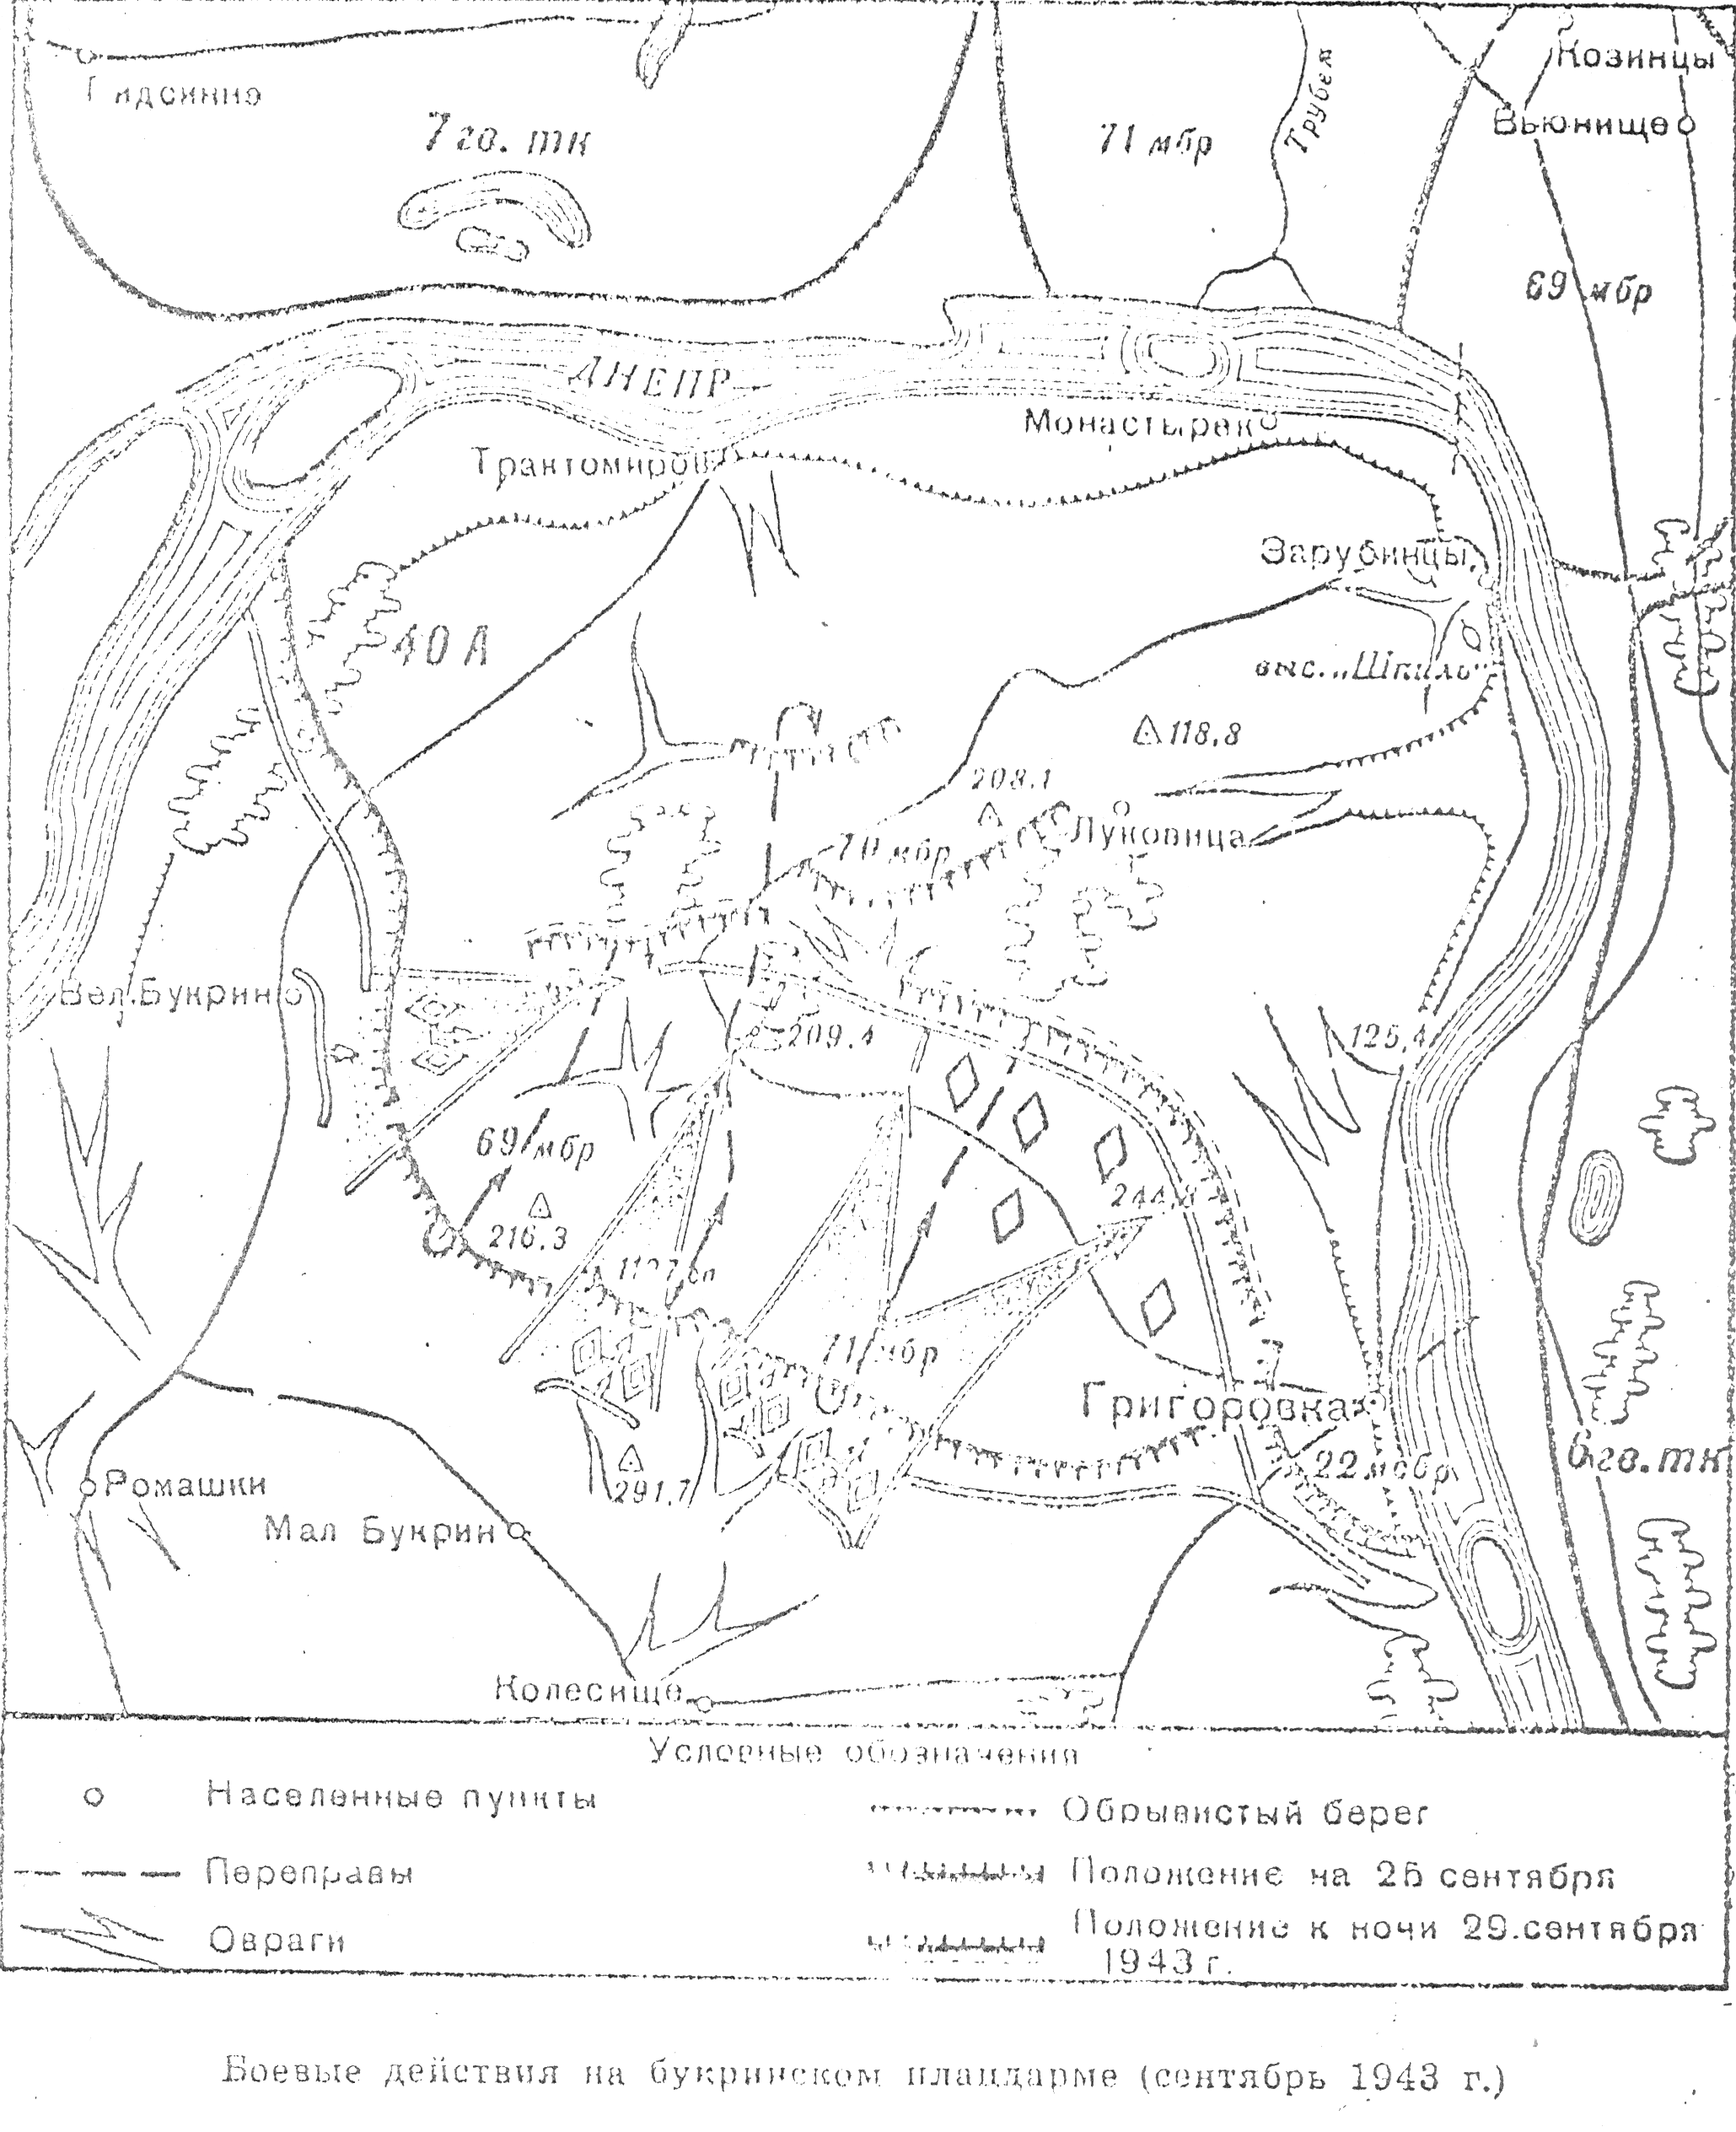 Козинцы
Вьюнище
7 гв. тк
71 мбр
Трубеж
69 мбр
ДНЕПР
Монастырек
Трактомиров
Зарубинцы
40 А
выс. „Шпиль"
118,8
208,1
70 мбр
Луковица
Вел. Букрин
209,4
125,4
69 мбр
216,3
244,8
71 мбр
Григоровка
22 мсбр
6 гв. тк
291,7
Ромашки
Мал Букрин
Колесище
Условные обозначения
Населенные пункты
Обрывистый берег
Переправы
Положение на 26 сентября
Овраги
Положение к ночи 29.сентября
1943 г.
Боевые действия на букринском плацдарме (сентябрь 1943 г.)